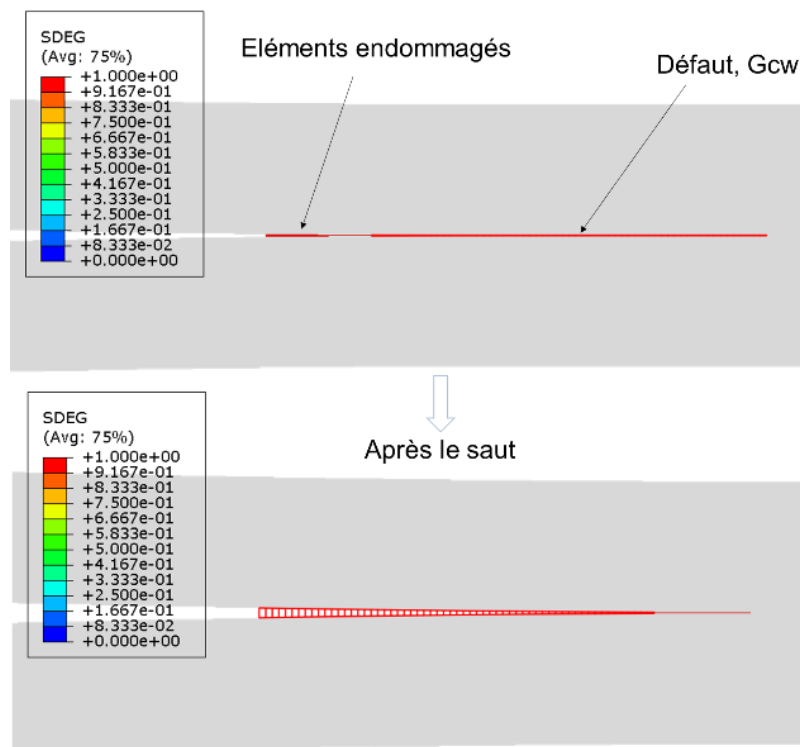 SDEG
(Avg: 75%)
+1.000e+00
+9.167e-01
+8.333e-01
+7.500e-01
+6.667e-01
+5.833e-01
+5.000e-01
+4.167e-01
+3.333e-01
+2.500e-01
+1.667e-01
+8.333e-02
+0.000e+00
Eléments endommagés
Défaut, Gcw
Après le saut
SDEG
(Avg: 75%)
+1.000e+00
+9.167e-01
+8.333e-01
+7.500e-01
+6.667e-01
+5.833e-01
+5.000e-01
+4.167e-01
+3.333e-01
+2.500e-01
+1.667e-01
+8.333e-02
+0.000e+00